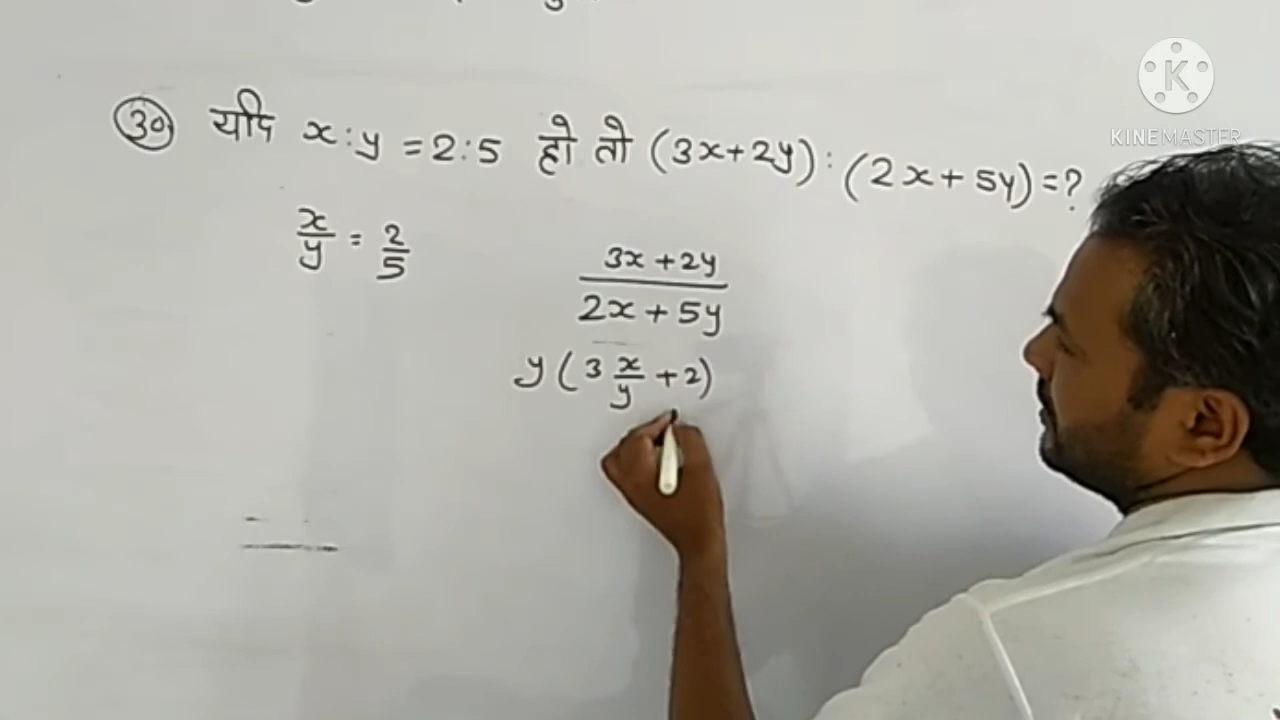 KINEMASTER
30 यदि x:y = 2:5 हो तो (3x+2y):(2x+5y)=?
x/y = 2/5
3x+2y
2x+5y
y(3 x/y +2)